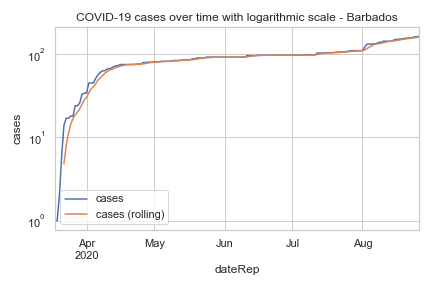 COVID-19 cases over time with logarithmic scale - Barbados
10²
10¹
10⁰
cases
cases
cases (rolling)
Apr
2020
May
Jun
Jul
Aug
dateRep